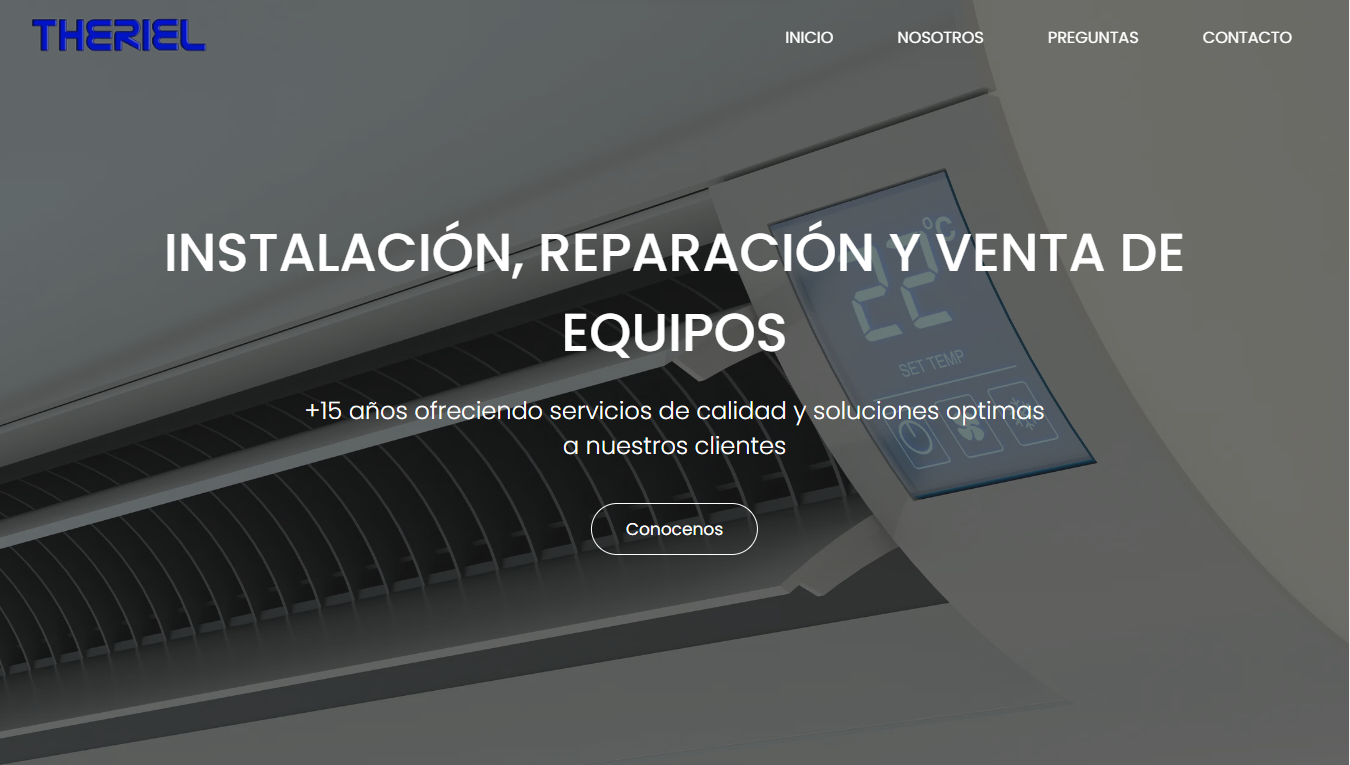 THERIEL
INICIO NOSOTROS PREGUNTAS CONTACTO
INSTALACIÓN, REPARACIÓN Y VENTA DE
EQUIPOS
+15 años ofreciendo servicios de calidad y soluciones optimas
a nuestros clientes
Conocenos
22°C
SET TEMP